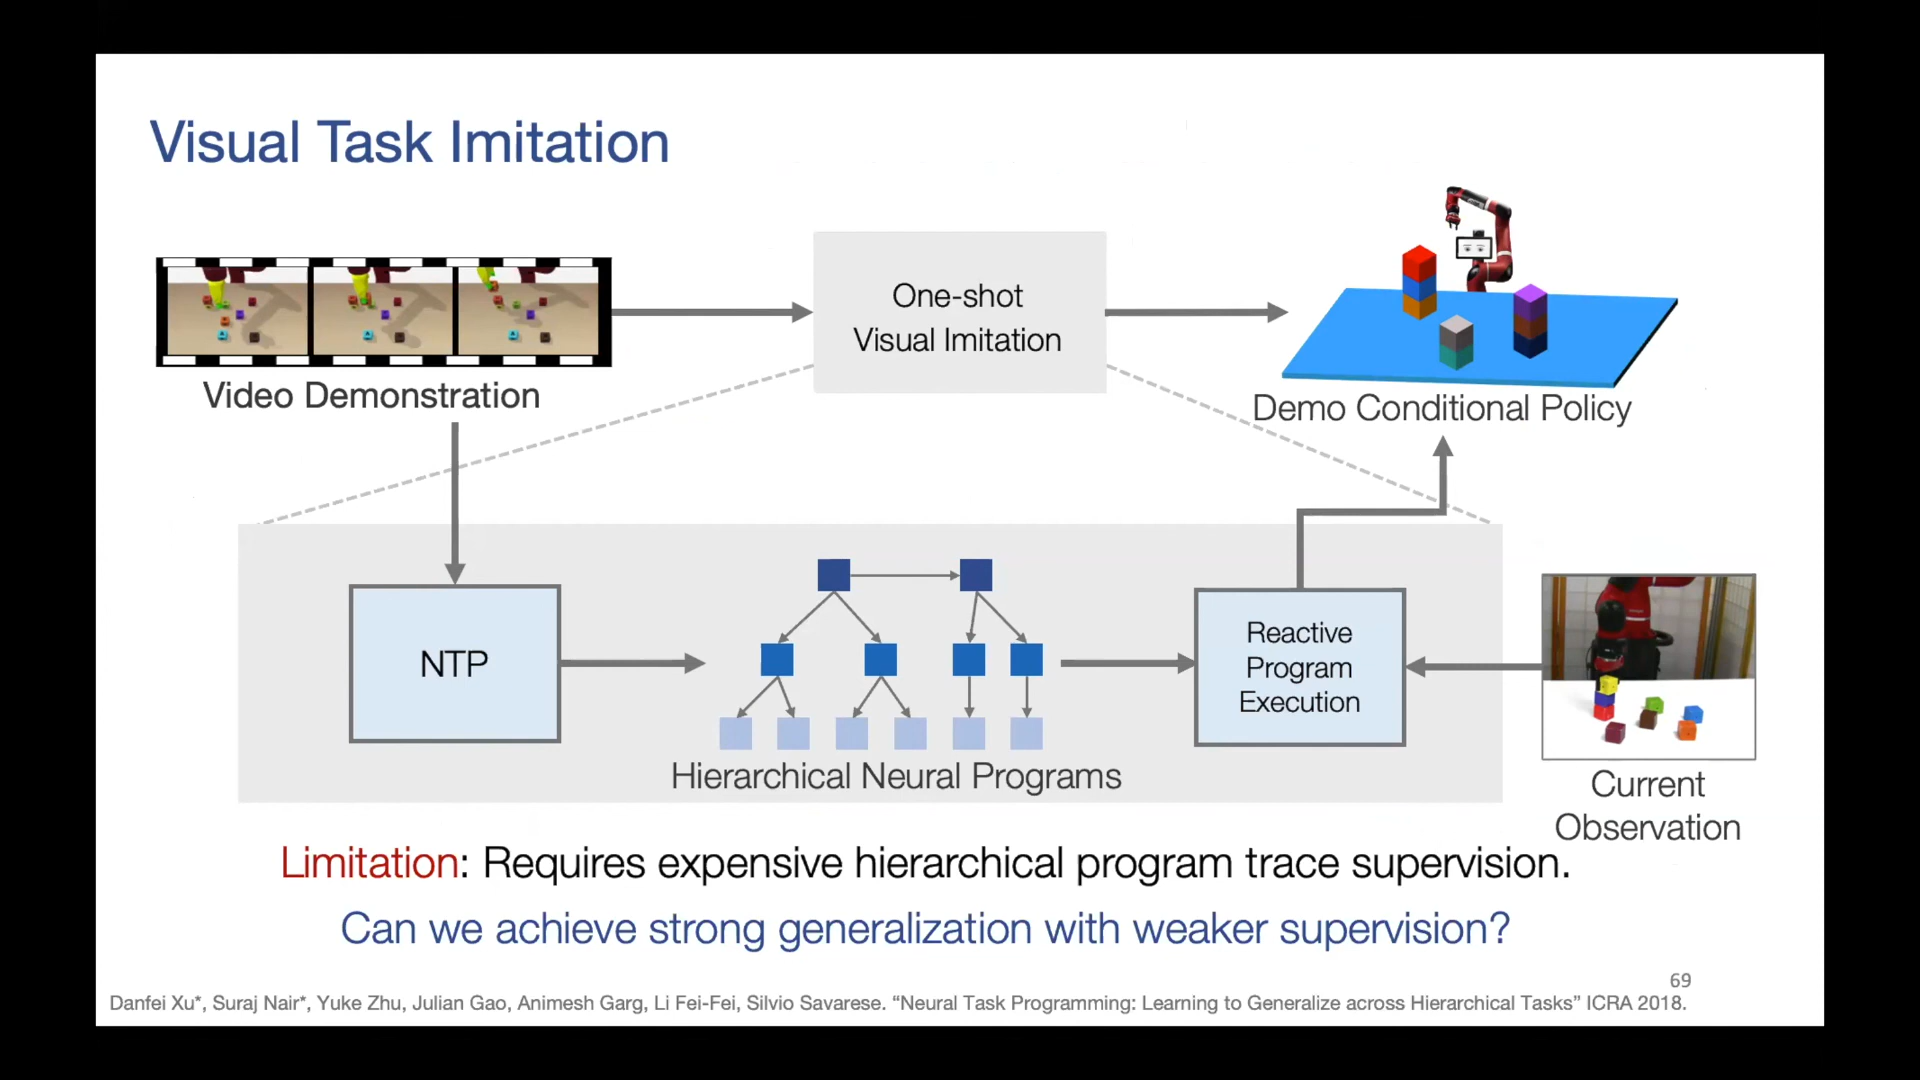 Visual Task Imitation
One-shot
Visual Imitation
Video Demonstration
Demo Conditional Policy
NTP
Reactive
Program
Execution
Hierarchical Neural Programs
Current
Observation
Limitation: Requires expensive hierarchical program trace supervision.
Can we achieve strong generalization with weaker supervision?
69
Danfei Xu*, Suraj Nair*, Yuke Zhu, Julian Gao, Animesh Garg, Li Fei-Fei, Silvio Savarese. “Neural Task Programming: Learning to Generalize across Hierarchical Tasks” ICRA 2018.